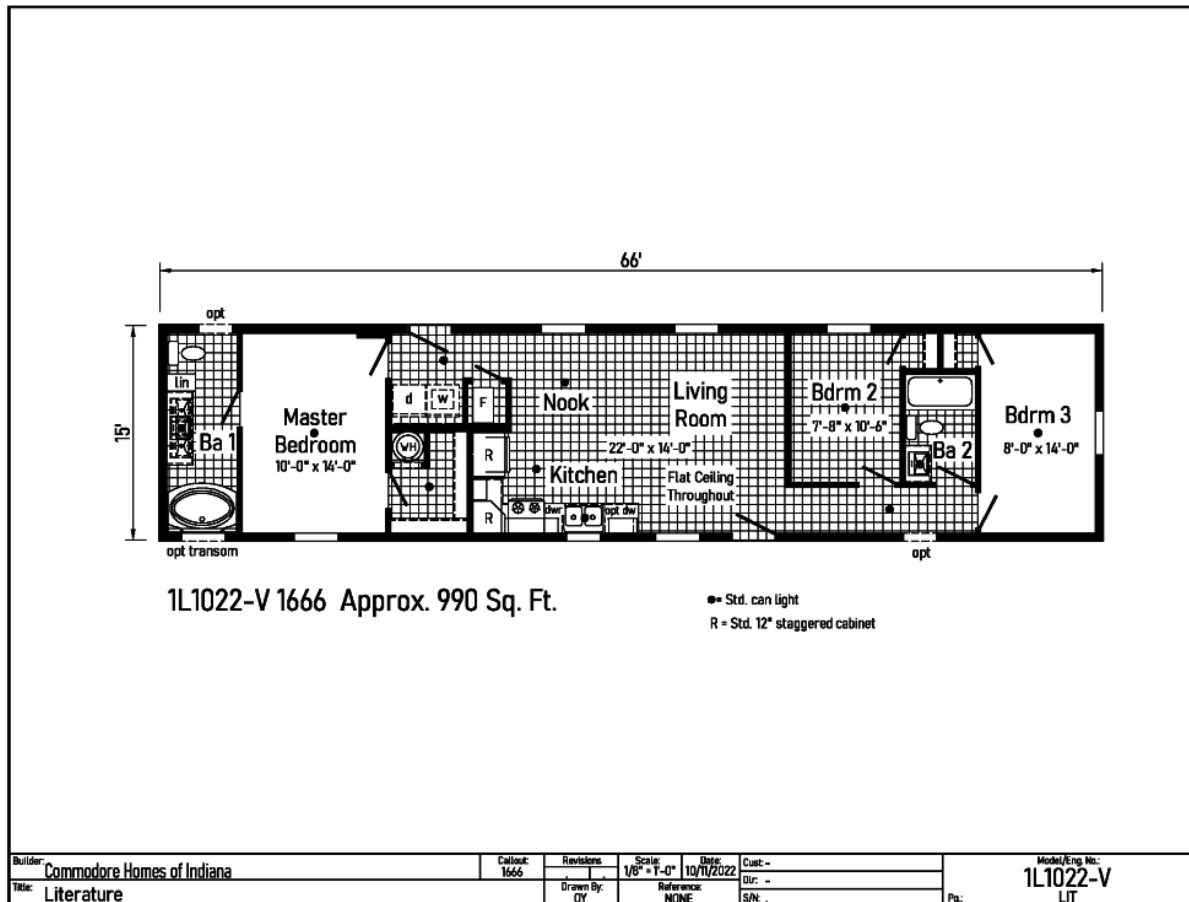 66'
15'
opt
lin
Ba 1
opt transom
Master
Bedroom
10'-0" x 14'-0"
d
w
F
WH
R
R
Nook
Kitchen
dwr
opt dw
Living
Room
22'-0" x 14'-0"
Flat Ceiling
Throughout
Bdrm 2
7'-8" x 10'-6"
Ba 2
Bdrm 3
8'-0" x 14'-0"
opt
1L1022-V 1666 Approx. 990 Sq. Ft.
●= Std. can light
R = Std. 12" staggered cabinet
Builder: Commodore Homes of Indiana
Title: Literature
Callout:
1666
Revisions
Drawn By:
OY
Scale:
1/8" = 1'-0"
Date:
10/11/2022
Reference:
NONE
Cust: -
Dlr: -
S/N: .
Model/Eng. No.:
1L1022-V
Pg.: LIT